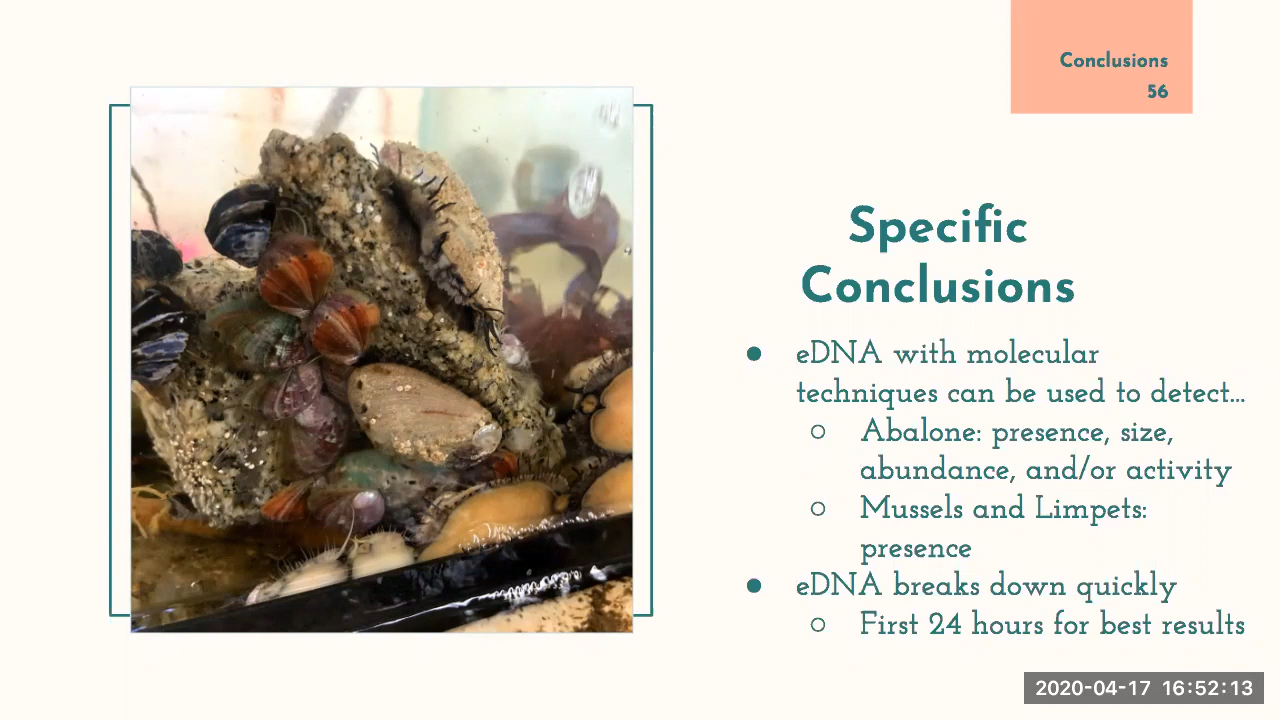 Conclusions
56
Specific
Conclusions
● eDNA with molecular
techniques can be used to detect...
○ Abalone: presence, size,
abundance, and/or activity
○ Mussels and Limpets:
presence
● eDNA breaks down quickly
○ First 24 hours for best results
2020-04-17 16:52:13